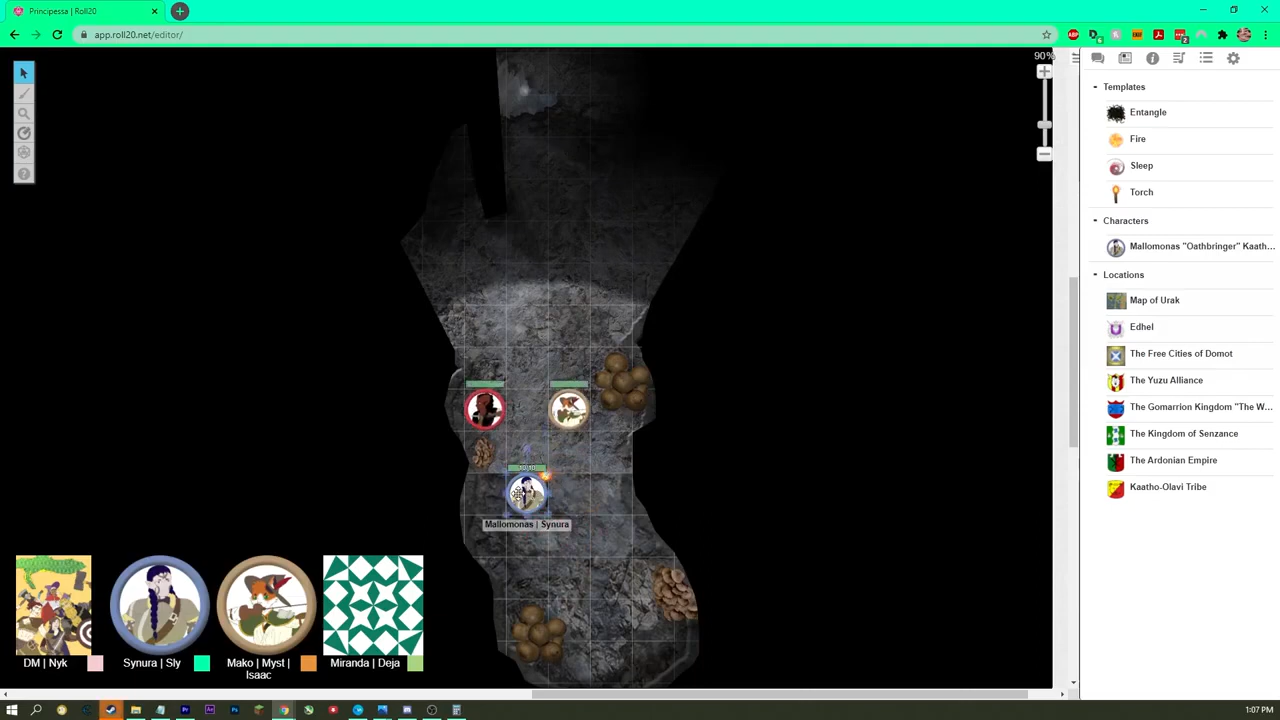 Principessa | Roll20
app.roll20.net/editor/
90%
Templates
Entangle
Fire
Sleep
Torch
Characters
Mallomonas "Oathbringer" Kaath...
Locations
Map of Urak
Edhel
The Free Cities of Domot
The Yuzu Alliance
The Gomarrion Kingdom "The W...
The Kingdom of Senzance
The Ardonian Empire
Kaatho-Olavi Tribe
Mallomonas | Synura
DM | Nyk
Synura | Sly
Mako | Myst |
Isaac
Miranda | Deja
1:07 PM